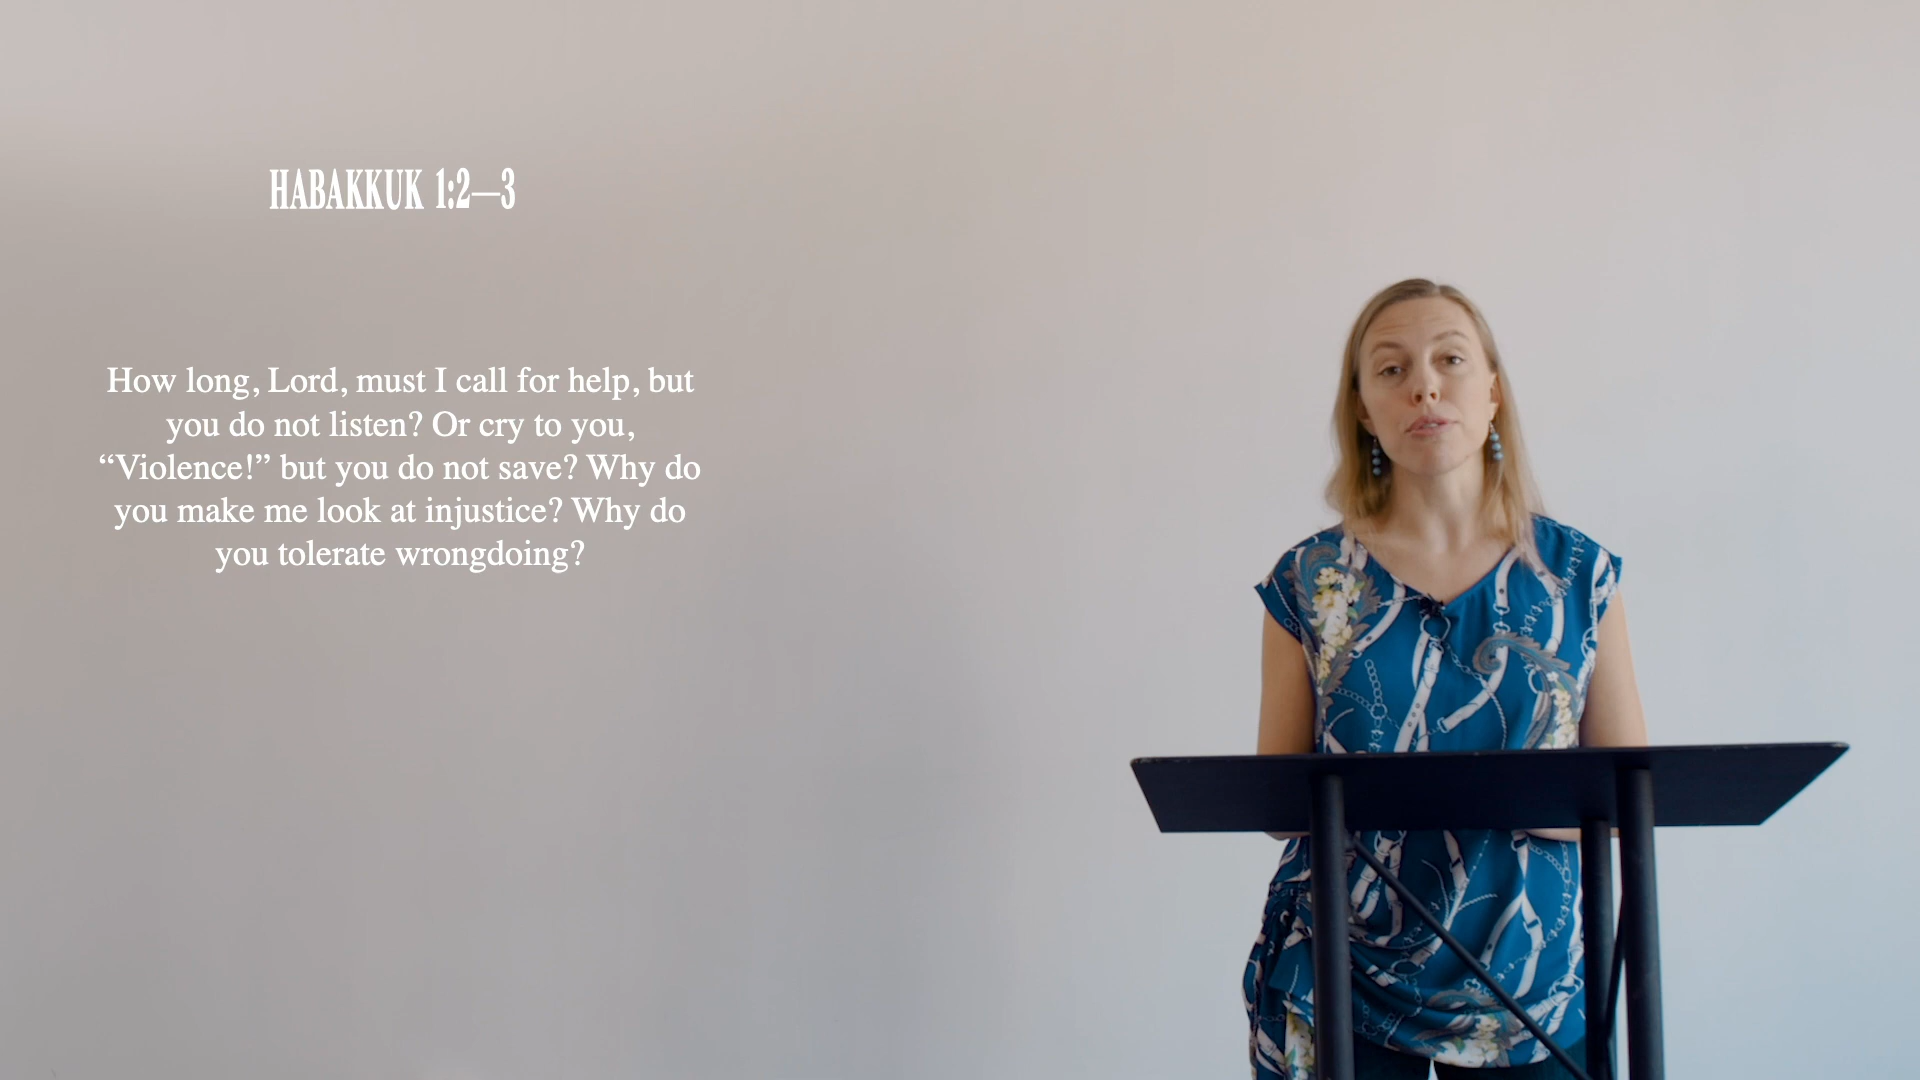 HABAKKUK 1:2—3
How long, Lord, must I call for help, but
you do not listen? Or cry to you,
“Violence!” but you do not save? Why do
you make me look at injustice? Why do
you tolerate wrongdoing?